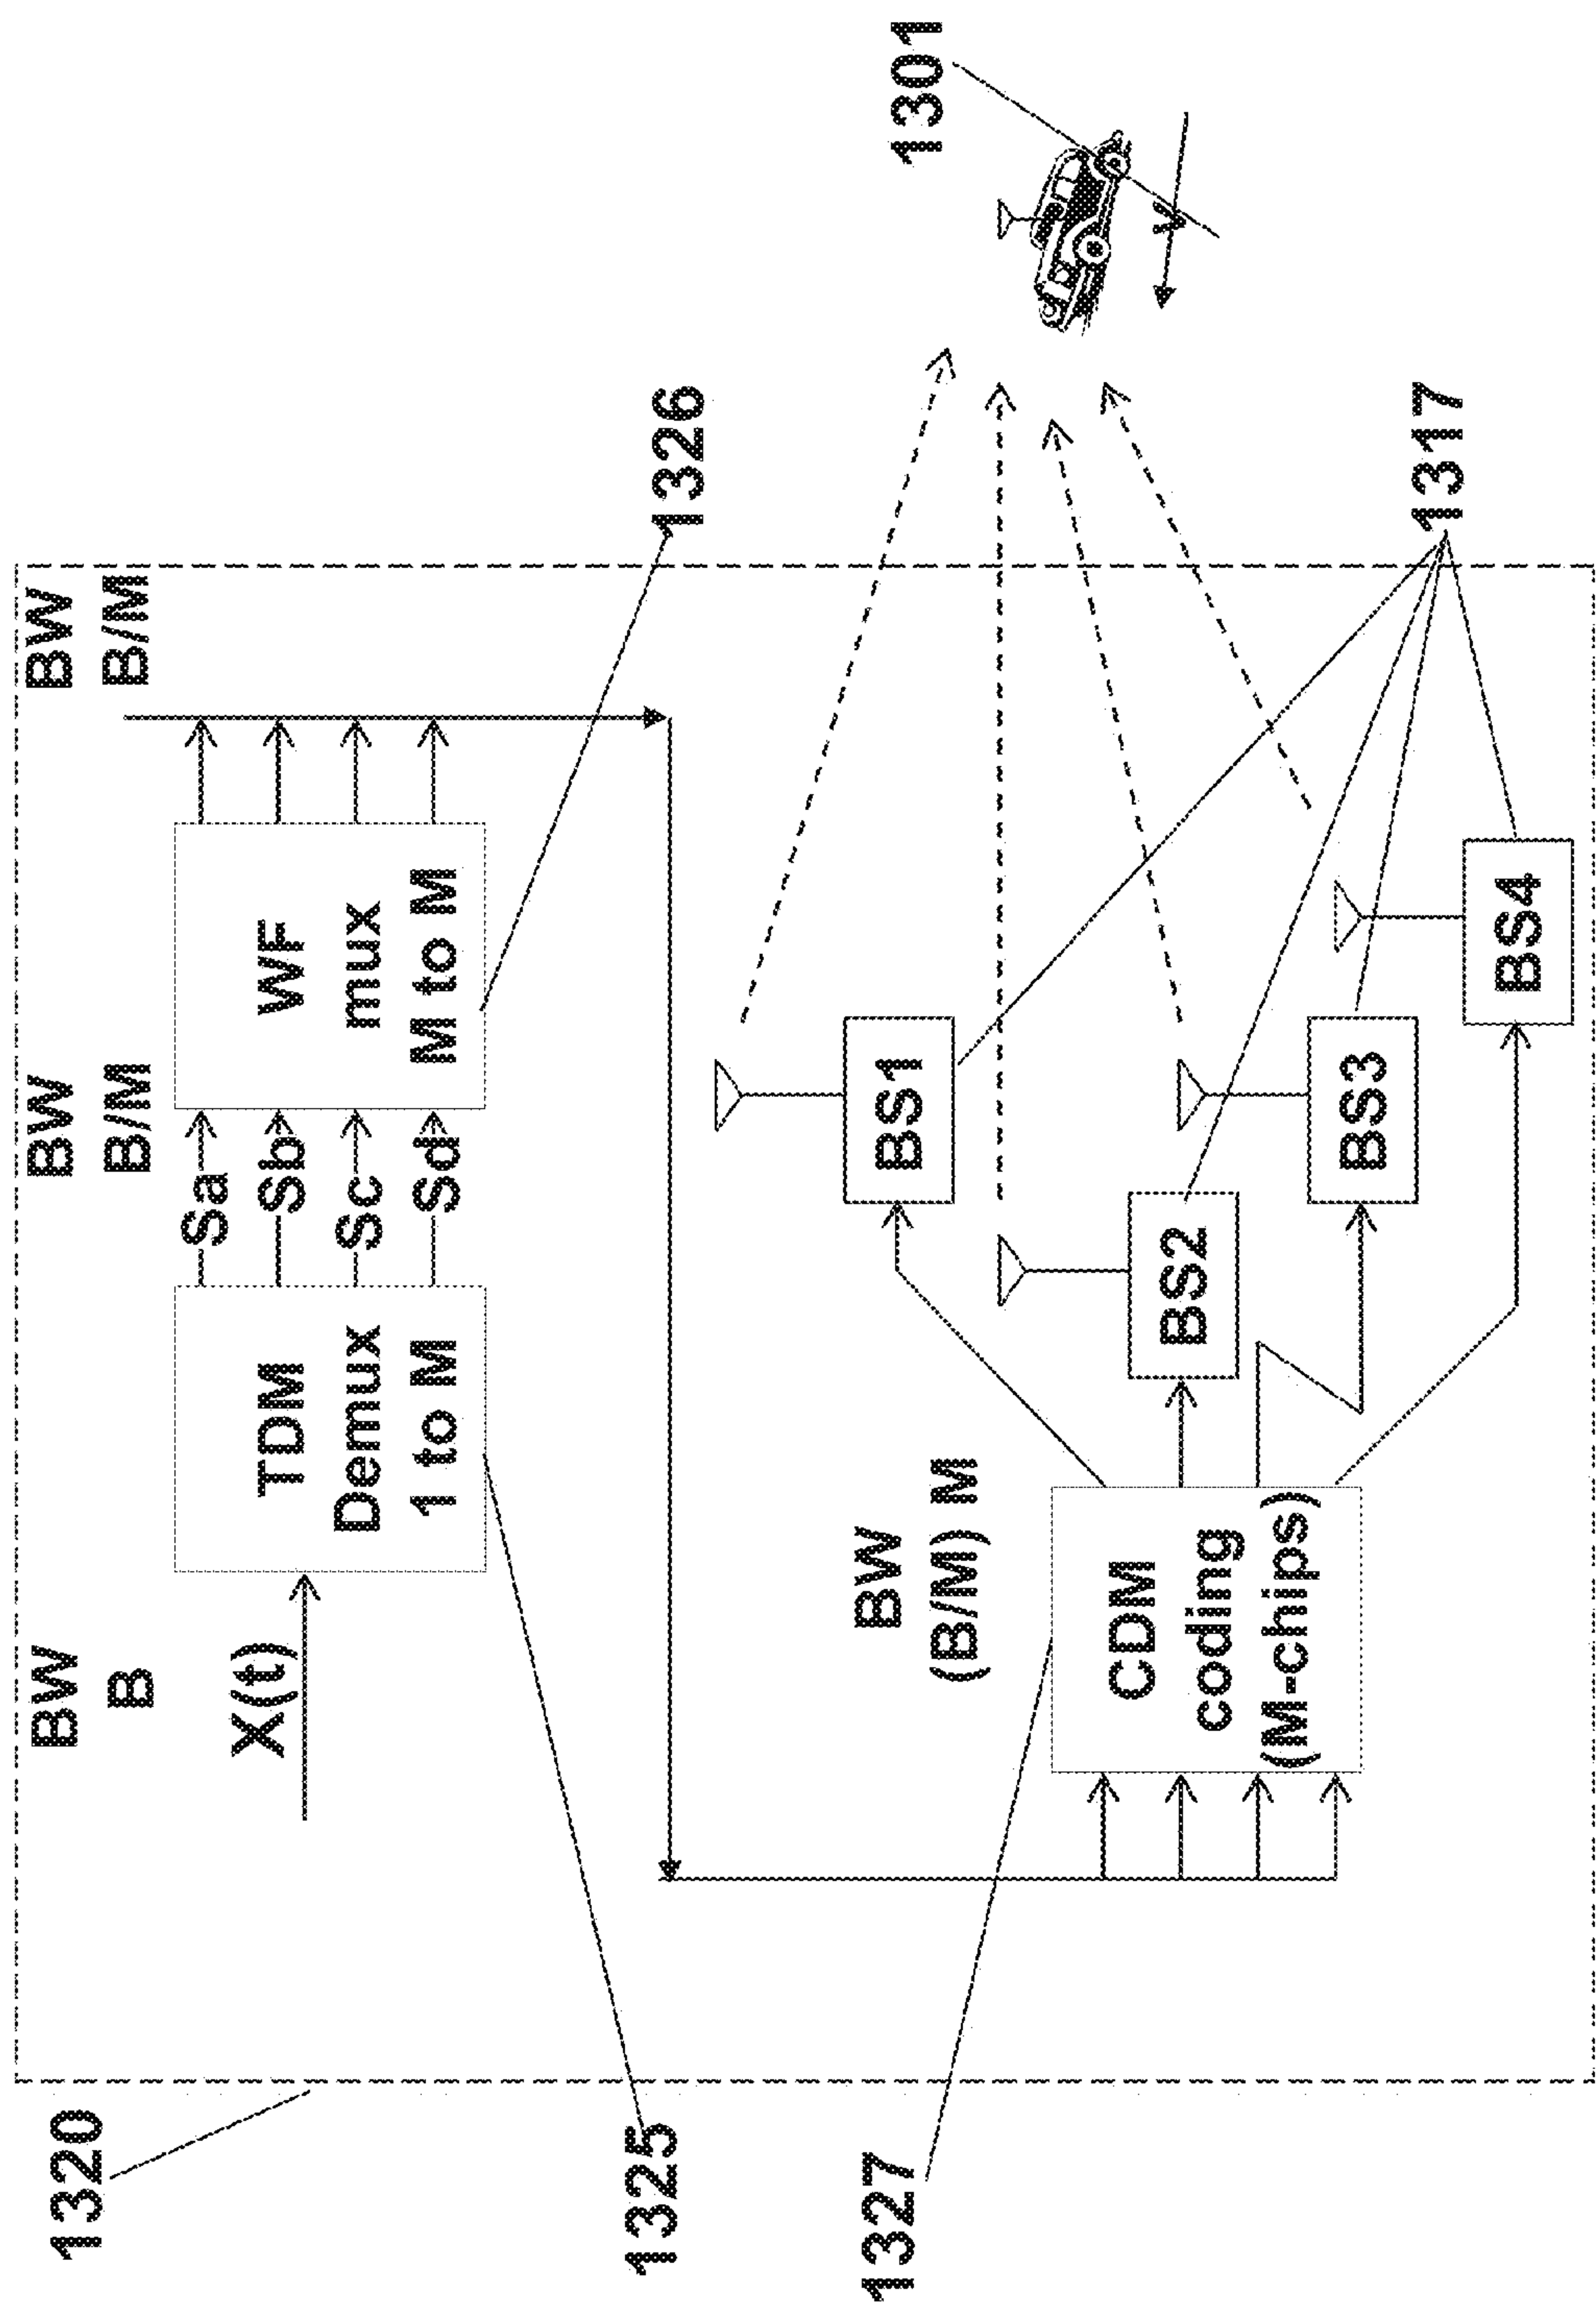 1320
BW
B
BW
B/M
BW
B/M
X(t)
TDM
Demux
1 to M
Sa
Sb
Sc
Sd
WF
mux
M to M
1325
1326
1327
BW
(B/M) M
CDM
coding
(M-chips)
BS1
BS2
BS3
BS4
1301
V
1317